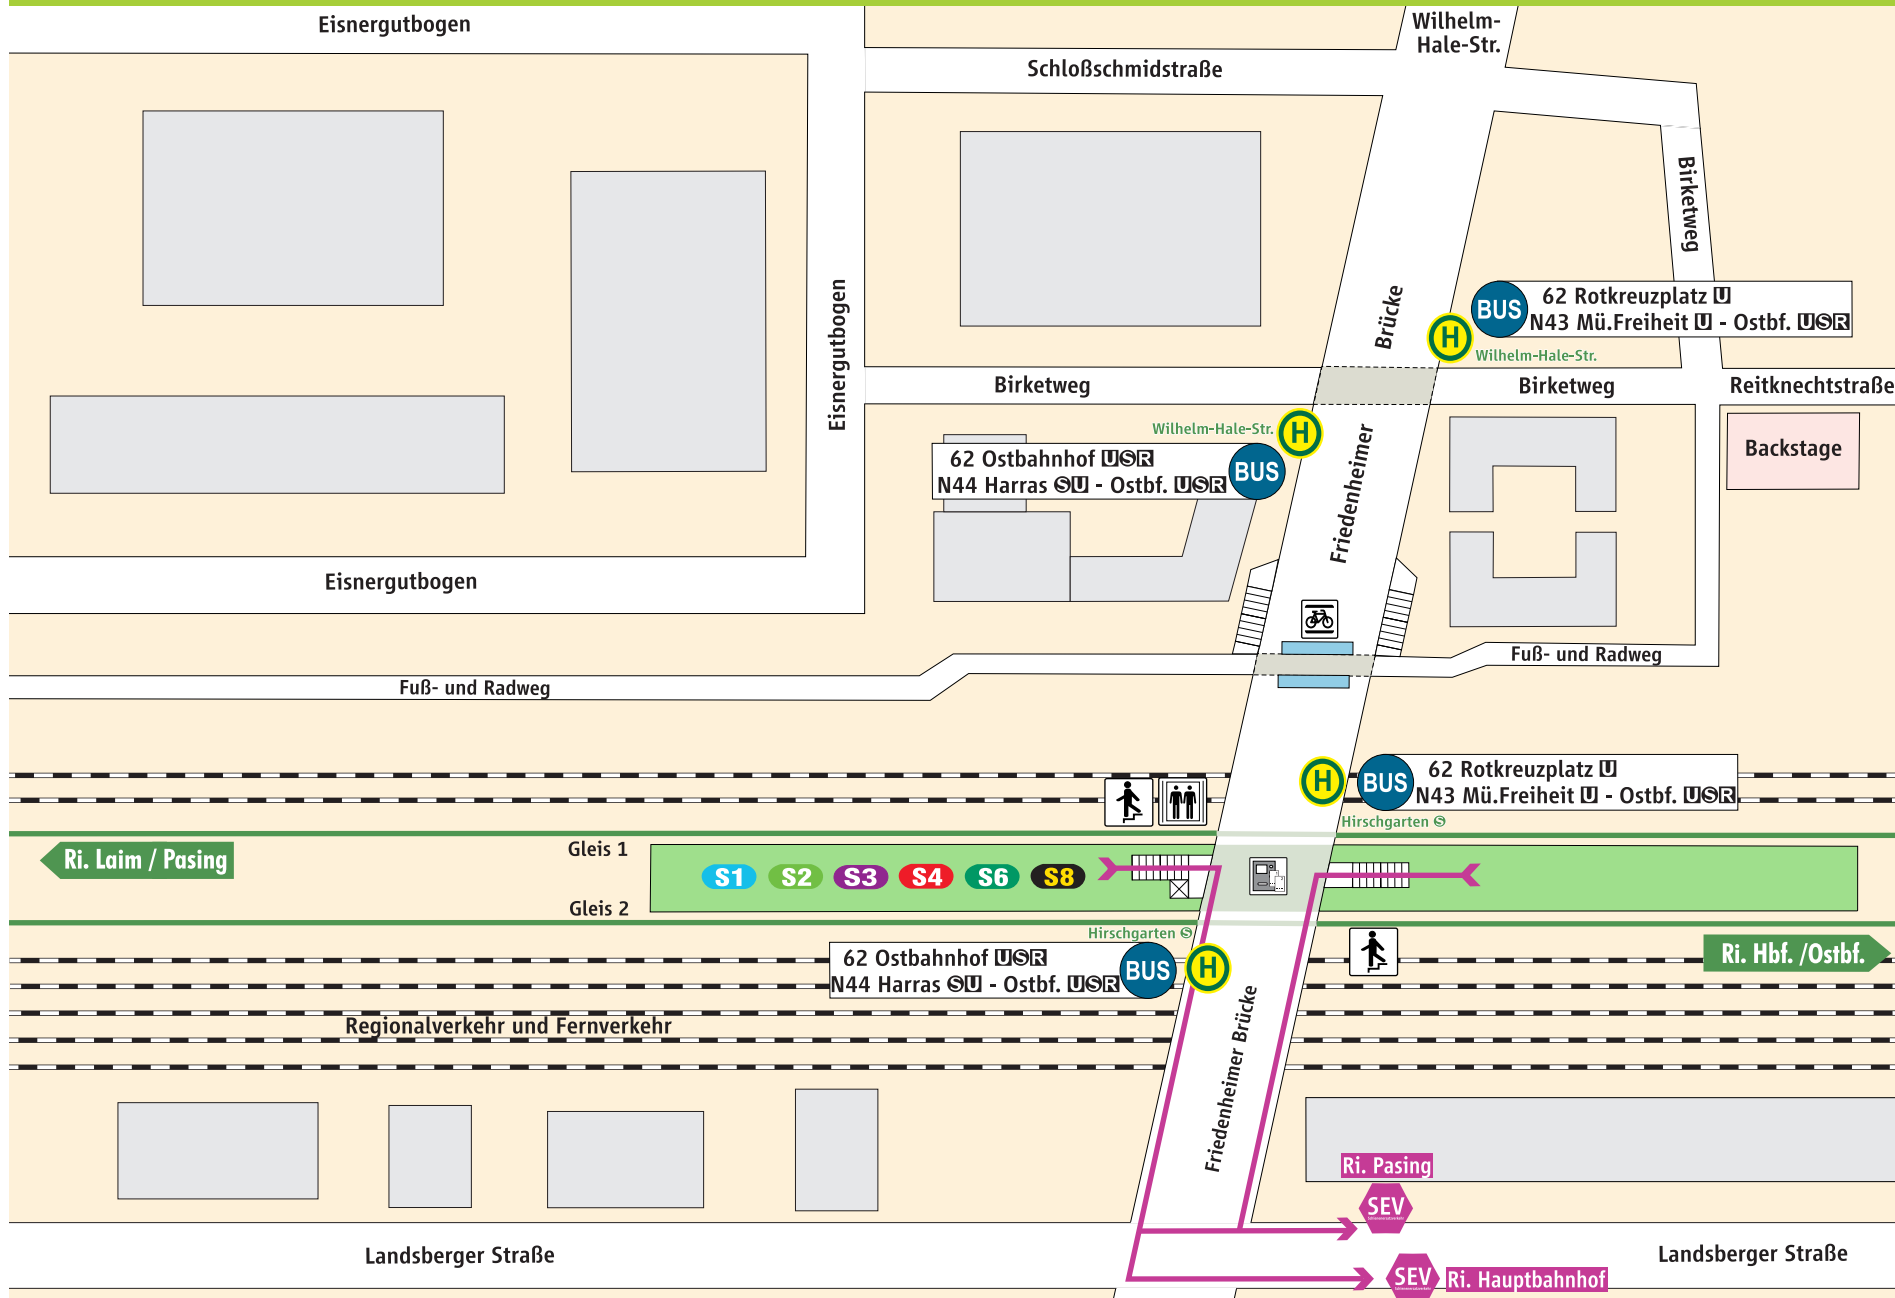 Eisnergutbogen
Wilhelm-
Hale-Str.
Schloßschmidstraße
Birketweg
Eisnergutbogen
Brücke
BUS
62 Rotkreuzplatz U
N43 Mü.Freiheit U - Ostbf. USR
H
Wilhelm-Hale-Str.
Birketweg
Birketweg
Reitknechtstraße
Wilhelm-Hale-Str.
H
62 Ostbahnhof USR
N44 Harras SU - Ostbf. USR
BUS
Friedenheimer
Backstage
Eisnergutbogen
Fuß- und Radweg
Fuß- und Radweg
H
BUS
62 Rotkreuzplatz U
N43 Mü.Freiheit U - Ostbf. USR
Hirschgarten S
Ri. Laim / Pasing
Gleis 1
S1 S2 S3 S4 S6 S8
Gleis 2
Hirschgarten S
62 Ostbahnhof USR
N44 Harras SU - Ostbf. USR
BUS
H
Ri. Hbf. /Ostbf.
Regionalverkehr und Fernverkehr
Friedenheimer Brücke
Ri. Pasing
SEV
Landsberger Straße
Landsberger Straße
SEV
Ri. Hauptbahnhof